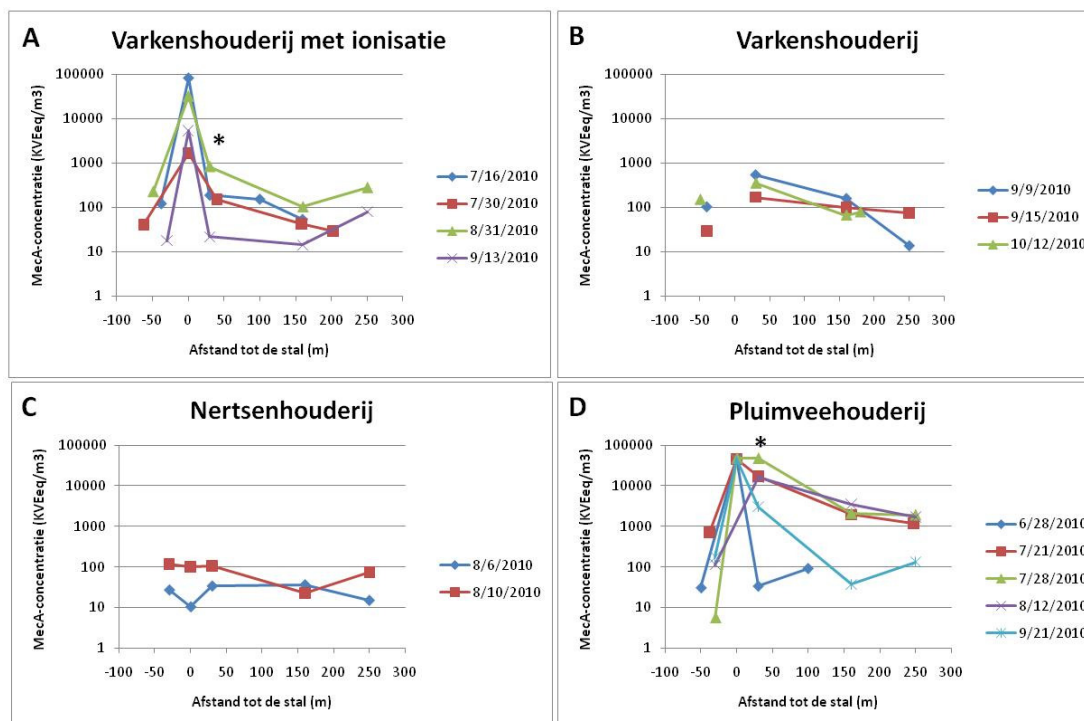 A
Varkenshouderij met ionisatie
MecA-concentratie (KVEeq/m3)
100000
10000
1000
100
10
1
*
-100 -50 0 50 100 150 200 250 300
Afstand tot de stal (m)
7/16/2010
7/30/2010
8/31/2010
9/13/2010
B
Varkenshouderij
MecA-concentratie (KVEeq/m3)
100000
10000
1000
100
10
1
-100 -50 0 50 100 150 200 250 300
Afstand tot de stal (m)
9/9/2010
9/15/2010
10/12/2010
C
Nertsenhouderij
MecA-concentratie (KVEeq/m3)
100000
10000
1000
100
10
1
-100 -50 0 50 100 150 200 250 300
Afstand tot de stal (m)
8/6/2010
8/10/2010
D
Pluimveehouderij
MecA-concentratie (KVEeq/m3)
100000
10000
1000
100
10
1
*
-100 -50 0 50 100 150 200 250 300
Afstand tot de stal (m)
6/28/2010
7/21/2010
7/28/2010
8/12/2010
9/21/2010